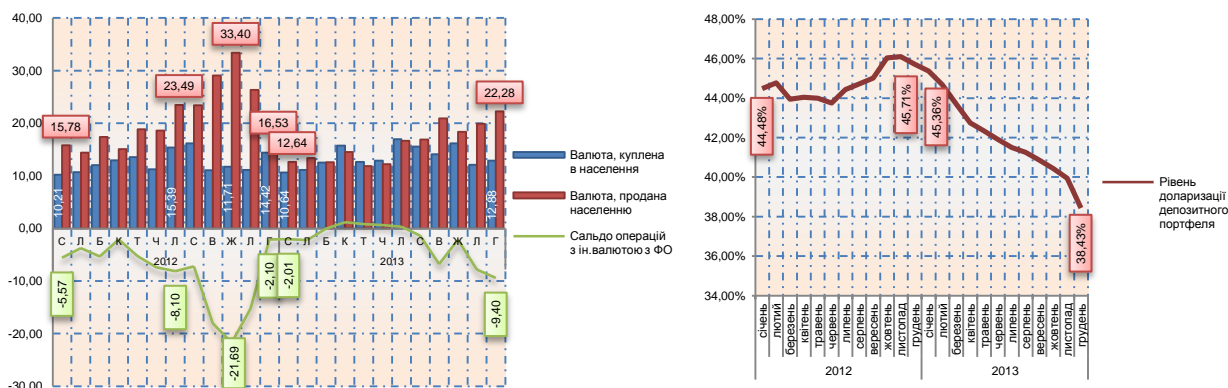 40,00
30,00
20,00
10,00
0,00
-10,00
-20,00
-30,00
15,78
23,49
33,40
16,53
12,64
22,28
10,21
15,39
11,71
14,42
10,64
12,88
С Л Б К Т Ч Л С В Ж Л Г С Л Б К Т Ч Л С В Ж Л Г
2012
2013
-5,57
-8,10
-21,69
-2,10
-2,01
-9,40
Валюта, куплена
в населення
Валюта, продана
населенню
Сальдо операцій
з ін.валютою з ФО
48,00%
46,00%
44,00%
42,00%
40,00%
38,00%
36,00%
34,00%
44,48%
45,71%
45,36%
38,43%
січень
лютий
березень
квітень
травень
червень
липень
серпень
вересень
жовтень
листопад
грудень
січень
лютий
березень
квітень
травень
червень
липень
серпень
вересень
жовтень
листопад
грудень
2012
2013
Рівень
доларизації
депозитного
портфеля